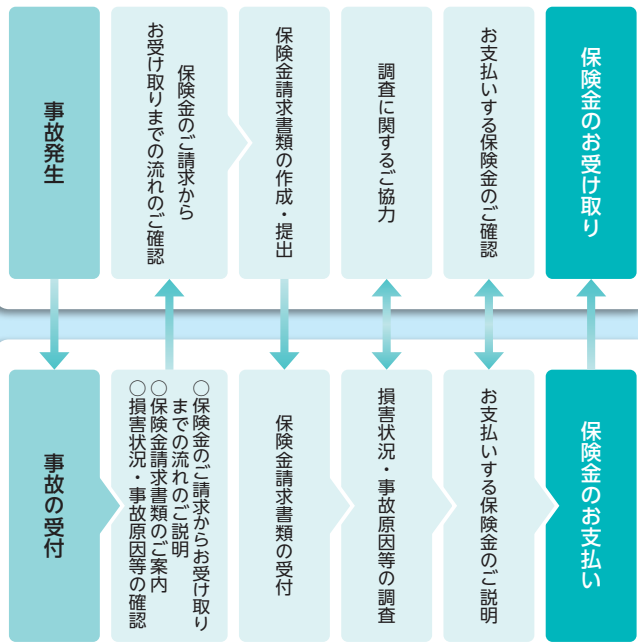 事故発生
保険金のご請求から
お受け取りまでの流れのご確認
保険金請求書類の作成・提出
調査に関するご協力
お支払いする保険金のご確認
保険金のお受け取り
事故の受付
○保険金のご請求からお受け取り
までの流れのご説明
○保険金請求書類のご案内
○損害状況・事故原因等の確認
保険金請求書類の受付
損害状況・事故原因等の調査
お支払いする保険金のご説明
保険金のお支払い